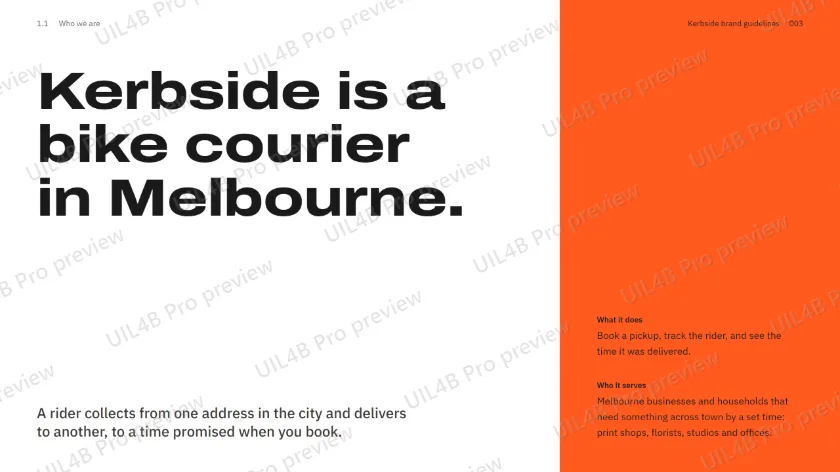 1.1 Who we are
Kerbside brand guidelines 003
Kerbside is a
bike courier
in Melbourne.
A rider collects from one address in the city and delivers
to another, to a time promised when you book.
What it does
Book a pickup, track the rider, and see the
time it was delivered.
Who it serves
Melbourne businesses and households that
need something across town by a set time:
print shops, florists, studios and offices.
UIL4B Pro preview